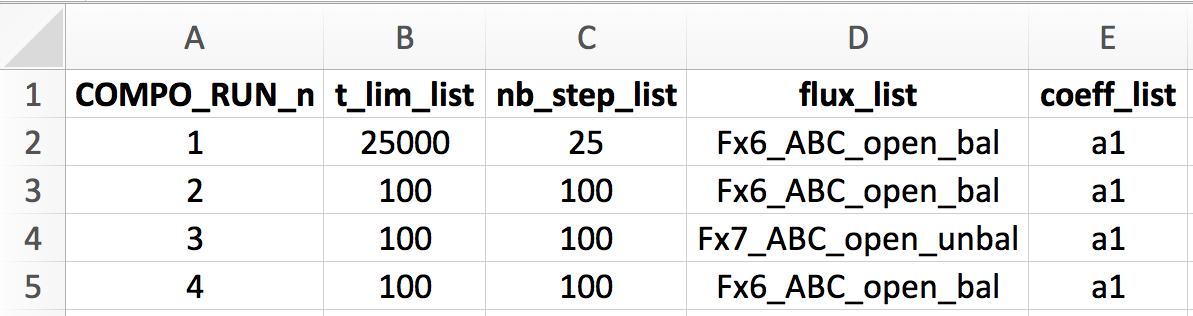 A B C D E
1 COMPO_RUN_n t_lim_list nb_step_list flux_list coeff_list
2 1 25000 25 Fx6_ABC_open_bal a1
3 2 100 100 Fx6_ABC_open_bal a1
4 3 100 100 Fx7_ABC_open_unbal a1
5 4 100 100 Fx6_ABC_open_bal a1